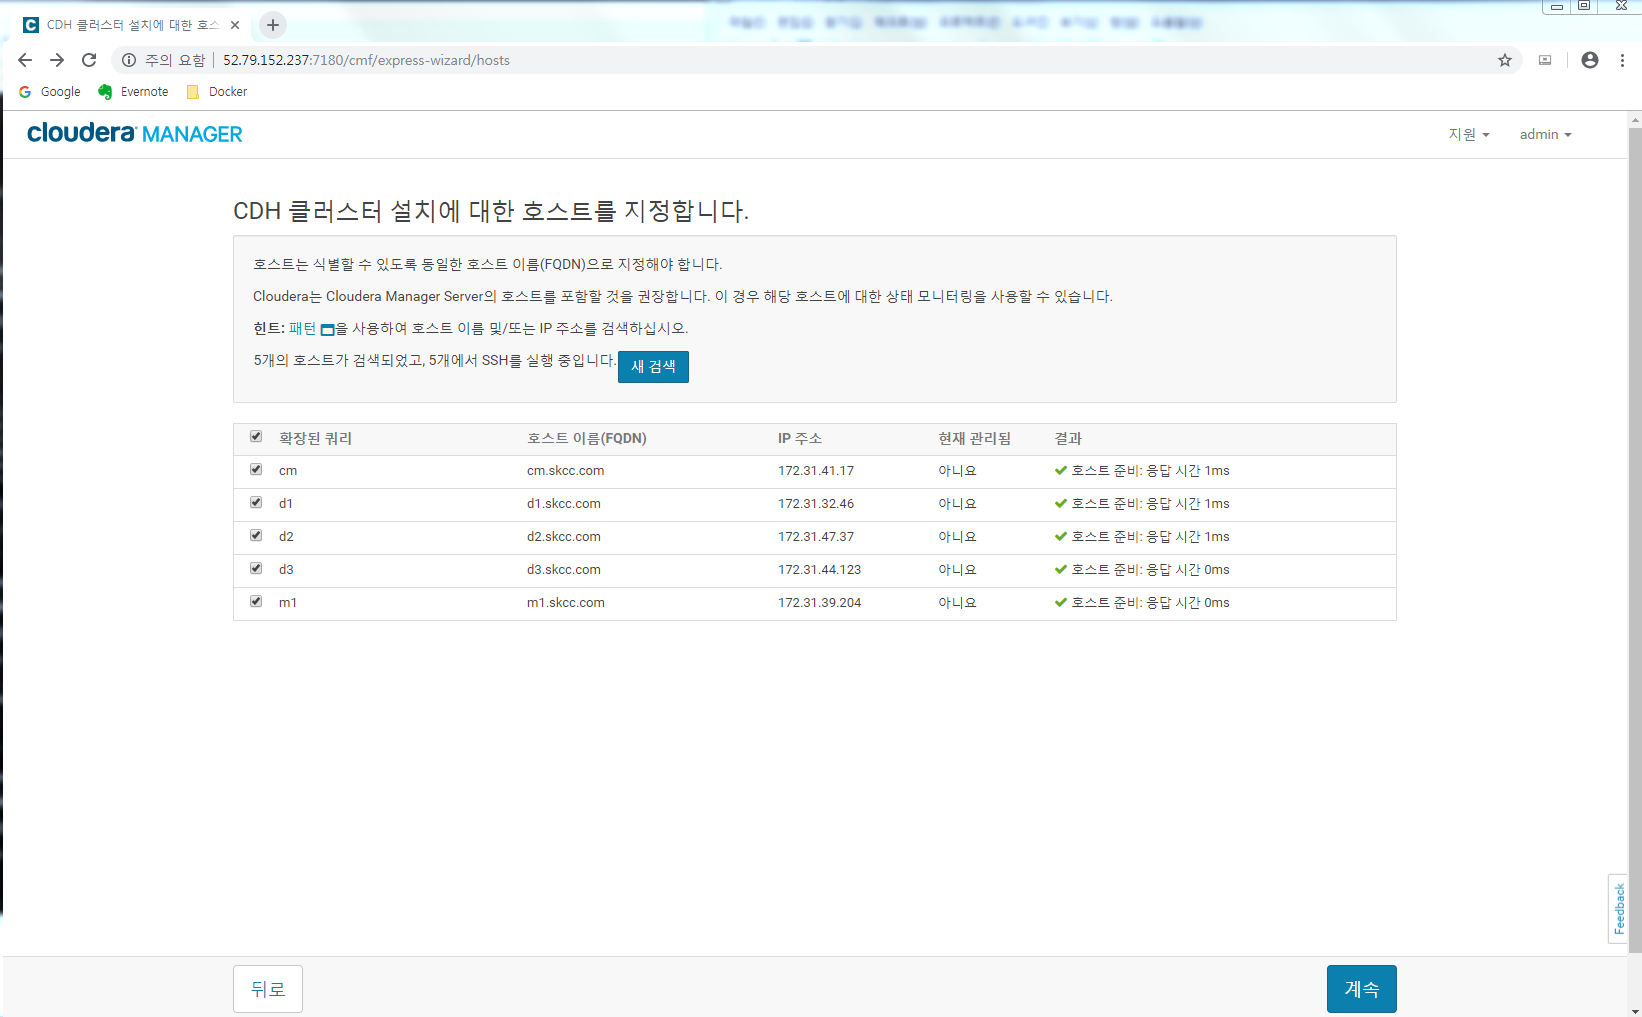 CDH 클러스터 설치에 대한 호스
주의 요함 52.79.152.237:7180/cmf/express-wizard/hosts
Google Evernote Docker
cloudera MANAGER 지원 admin
CDH 클러스터 설치에 대한 호스트를 지정합니다.
호스트는 식별할 수 있도록 동일한 호스트 이름(FQDN)으로 지정해야 합니다.
Cloudera는 Cloudera Manager Server의 호스트를 포함할 것을 권장합니다. 이 경우 해당 호스트에 대한 상태 모니터링을 사용할 수 있습니다.
힌트: 패턴 을 사용하여 호스트 이름 및/또는 IP 주소를 검색하십시오.
5개의 호스트가 검색되었고, 5개에서 SSH를 실행 중입니다. 새 검색
확장된 쿼리 호스트 이름(FQDN) IP 주소 현재 관리됨 결과
cm cm.skcc.com 172.31.41.17 아니요 호스트 준비: 응답 시간 1ms
d1 d1.skcc.com 172.31.32.46 아니요 호스트 준비: 응답 시간 1ms
d2 d2.skcc.com 172.31.47.37 아니요 호스트 준비: 응답 시간 1ms
d3 d3.skcc.com 172.31.44.123 아니요 호스트 준비: 응답 시간 0ms
m1 m1.skcc.com 172.31.39.204 아니요 호스트 준비: 응답 시간 0ms
Feedback
뒤로 계속